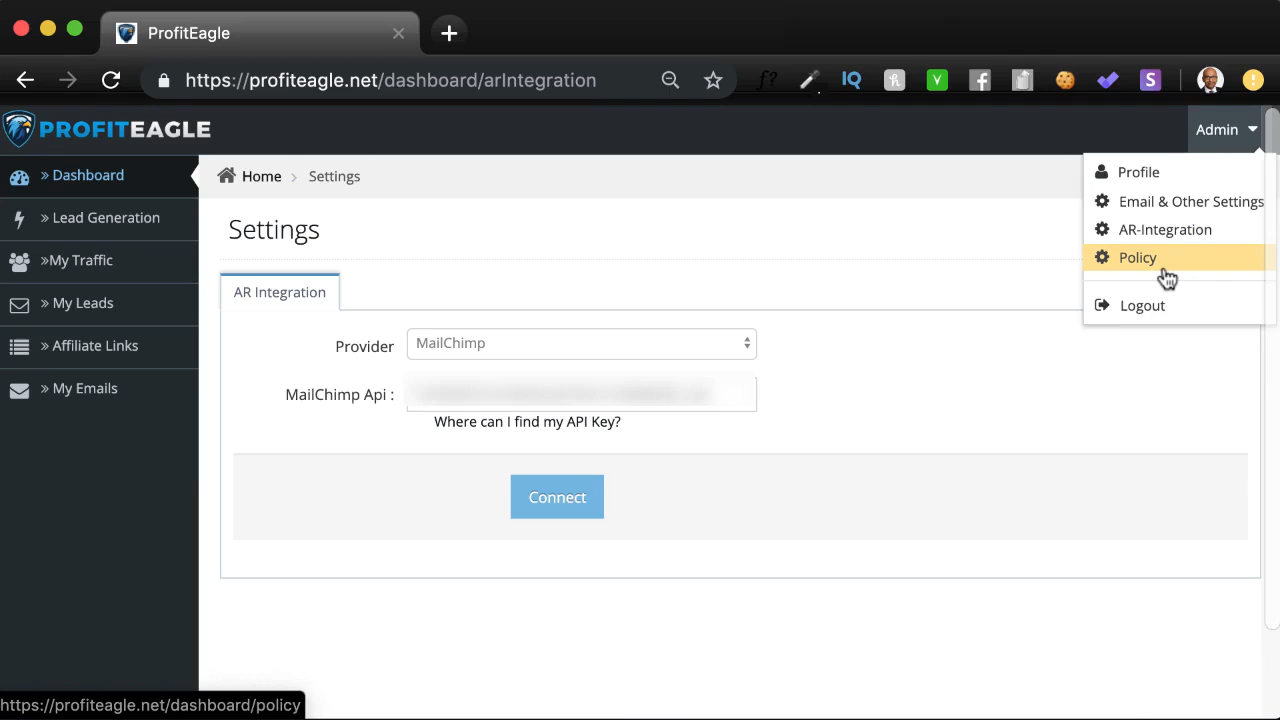 ProfitEagle
https://profiteagle.net/dashboard/arIntegration
f?
IQ
V
S
PROFITEAGLE
Admin
» Dashboard
» Lead Generation
»My Traffic
» My Leads
» Affiliate Links
» My Emails
Home > Settings
Profile
Email & Other Settings
AR-Integration
Policy
Logout
Settings
AR Integration
Provider MailChimp
MailChimp Api :
Where can I find my API Key?
Connect
https://profiteagle.net/dashboard/policy